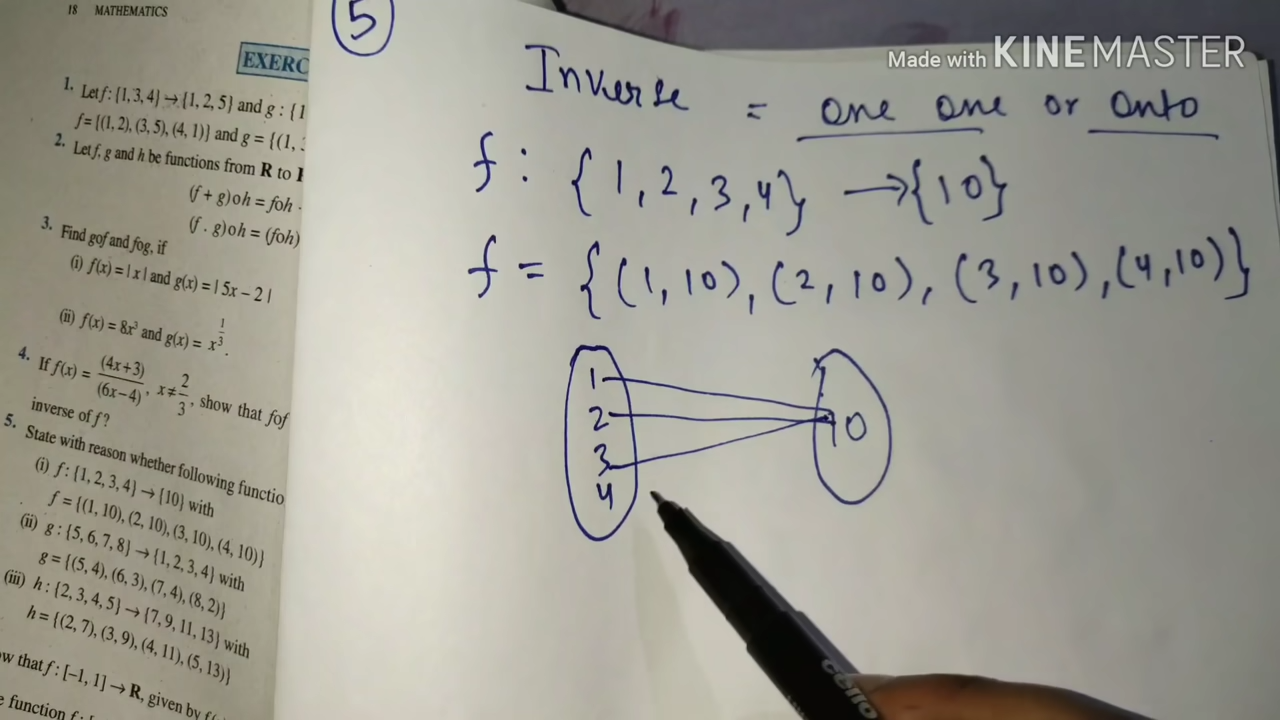 18 MATHEMATICS
EXERC
1. Let f : {1, 3, 4} → {1, 2, 5} and g : {1
f = {(1, 2), (3, 5), (4, 1)} and g = {(1,
2. Let f, g and h be functions from R to
(f + g)oh = foh
(f . g)oh = (foh)
3. Find gof and fog, if
(i) f(x) = | x | and g(x) = | 5x – 2 |
(ii) f(x) = 8x³ and g(x) = x^(1/3).
4. If f(x) = (4x+3)/(6x–4), x ≠ 2/3, show that fof
inverse of f?
5. State with reason whether following functio
(i) f : {1, 2, 3, 4} → {10} with
f = {(1, 10), (2, 10), (3, 10), (4, 10)}
(ii) g : {5, 6, 7, 8} → {1, 2, 3, 4} with
g = {(5, 4), (6, 3), (7, 4), (8, 2)}
(iii) h : {2, 3, 4, 5} → {7, 9, 11, 13} with
h = {(2, 7), (3, 9), (4, 11), (5, 13)}
ow that f : [–1, 1] → R, given by
e function f :
5
Made with KINEMASTER
Inverse = one one or onto
f : {1, 2, 3, 4} → {10}
f = {(1, 10), (2, 10), (3, 10), (4, 10)}
1
2
3
4
10
cello